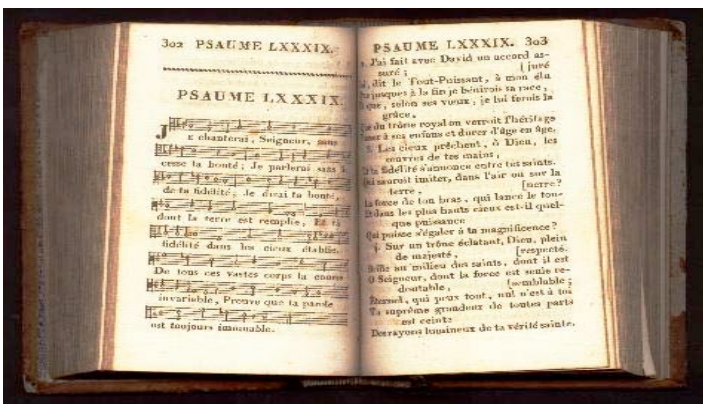 302 PSAUME LXXXIX.
PSAUME LXXXIX.
JE chanterai, Seigneur, sans
cesse ta bonté; Je parlerai sans
de ta fidélité; Je dirai ta bonté,
dont la terre est remplie, Et ta
fidélité dans les cieux établie.
De tous ces vastes corps la course
invariable, Prouve que ta parole
est toujours immuable.
PSAUME LXXXIX. 303
J'ai fait avec David un accord as-
suré; [juré
dit le Tout-Puissant, à mon élu
jusques à la fin je bénirois sa race,
que, selon ses vœux, je lui ferois la
grâce,
du trône royal on verroit l'héritage
à ses enfans et durer d'âge en âge.
3. Les cieux prêchent, ô Dieu, les
œuvres de tes mains,
ta fidélité s'annonce entre tes saints.
Qui sauroit imiter, dans l'air ou sur la
terre, [nerre?
La force de ton bras, qui lance le ton-
Et dans les plus hauts cieux est-il quel-
que puissance
Qui puisse s'égaler à ta magnificence?
4. Sur un trône éclatant, Dieu, plein
de majesté, [respecté.
Brille au milieu des saints, dont il est
O Seigneur, dont la force est seule re-
doutable, [semblable;
Éternel, qui peux tout, nul n'est à toi
Ta suprême grandeur de toutes parts
est ceinte
Des rayons lumineux de ta vérité sainte.